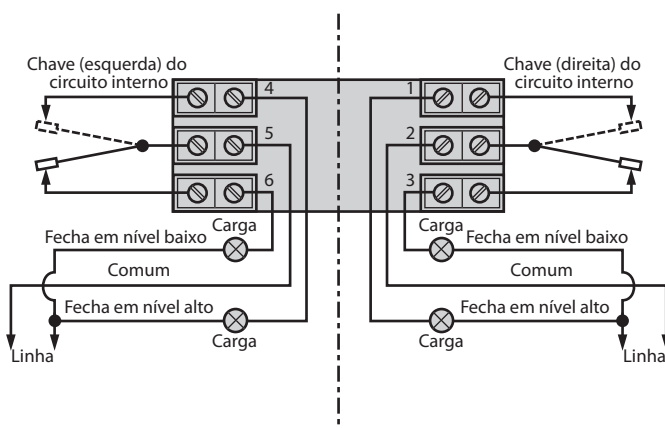 Chave (esquerda) do
circuito interno
Chave (direita) do
circuito interno
4
1
5
2
6
3
Carga
Carga
Fecha em nível baixo
Fecha em nível baixo
Comum
Comum
Fecha em nível alto
Fecha em nível alto
Carga
Carga
Linha
Linha